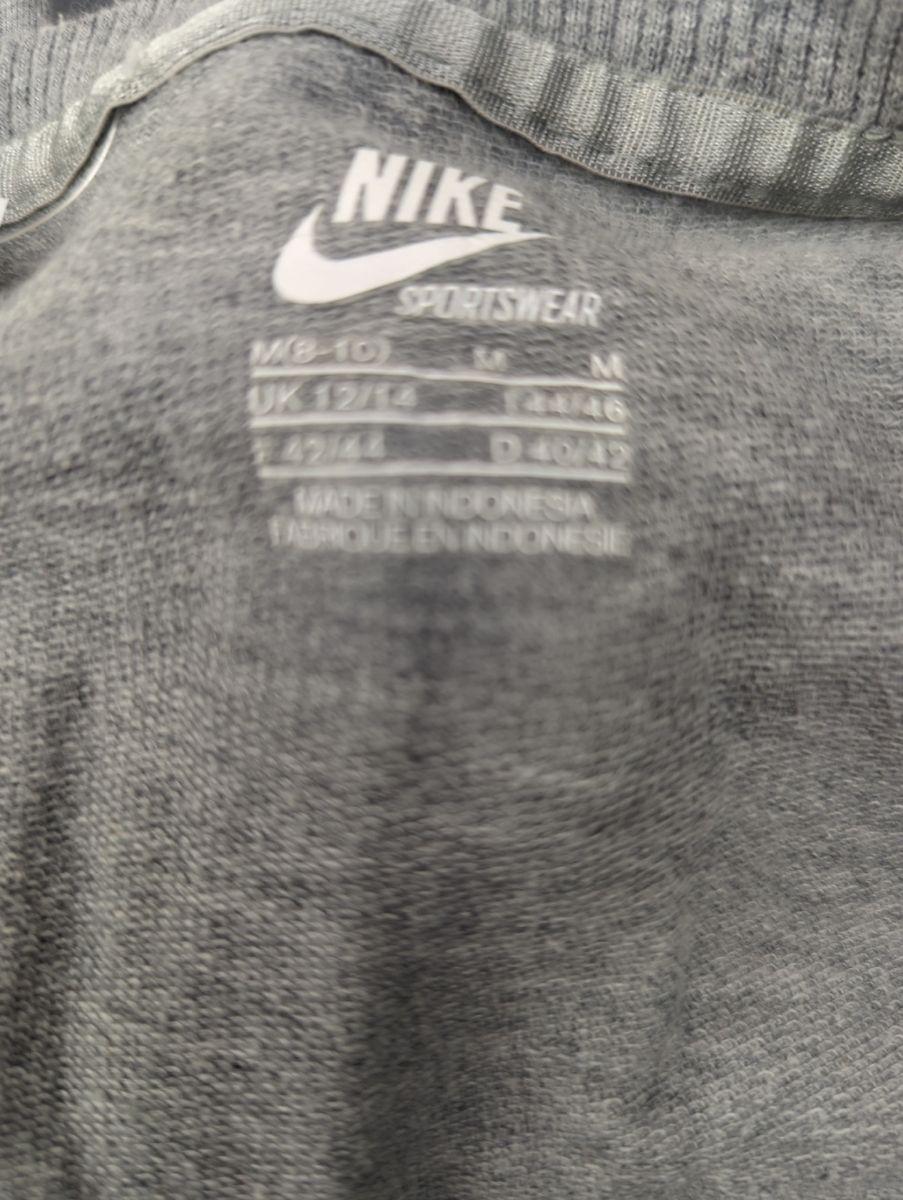 NIKE
SPORTSWEAR
M(8-10) M M
UK 12/14 I 44/46
F 42/44 D 40/42
MADE IN INDONESIA
FABRIQUE EN INDONESIE